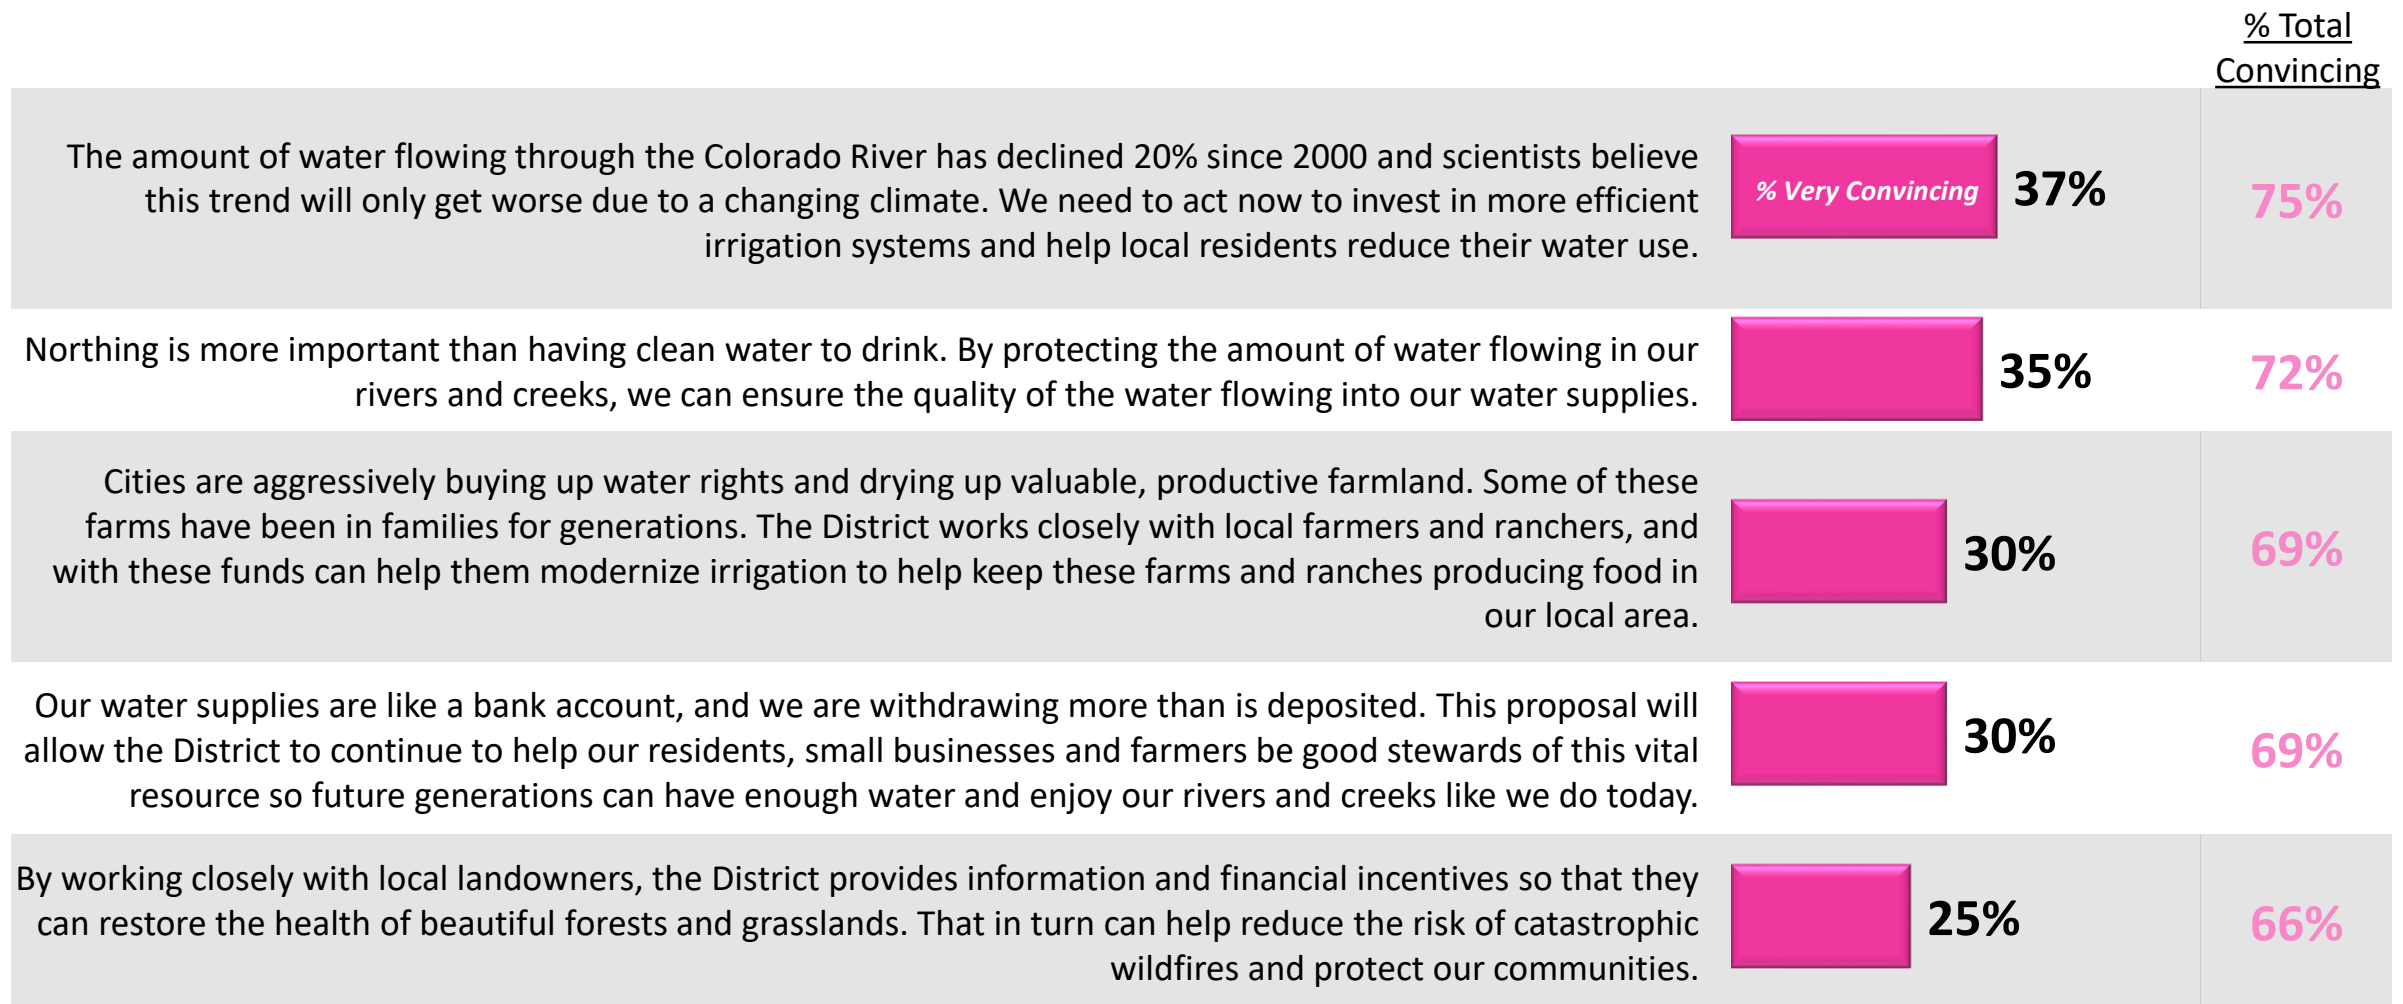 % Total
Convincing
The amount of water flowing through the Colorado River has declined 20% since 2000 and scientists believe
this trend will only get worse due to a changing climate. We need to act now to invest in more efficient
irrigation systems and help local residents reduce their water use.
% Very Convincing 37% 75%
Northing is more important than having clean water to drink. By protecting the amount of water flowing in our
rivers and creeks, we can ensure the quality of the water flowing into our water supplies.
35% 72%
Cities are aggressively buying up water rights and drying up valuable, productive farmland. Some of these
farms have been in families for generations. The District works closely with local farmers and ranchers, and
with these funds can help them modernize irrigation to help keep these farms and ranches producing food in
our local area.
30% 69%
Our water supplies are like a bank account, and we are withdrawing more than is deposited. This proposal will
allow the District to continue to help our residents, small businesses and farmers be good stewards of this vital
resource so future generations can have enough water and enjoy our rivers and creeks like we do today.
30% 69%
By working closely with local landowners, the District provides information and financial incentives so that they
can restore the health of beautiful forests and grasslands. That in turn can help reduce the risk of catastrophic
wildfires and protect our communities.
25% 66%